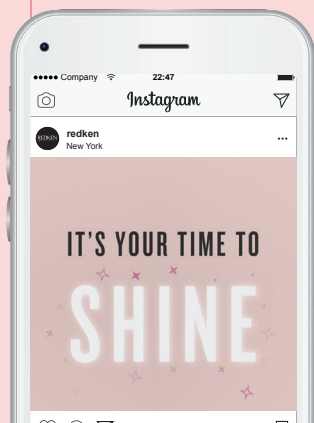 Company 22:47
Instagram
REDKEN
redken
New York
IT'S YOUR TIME TO
SHINE